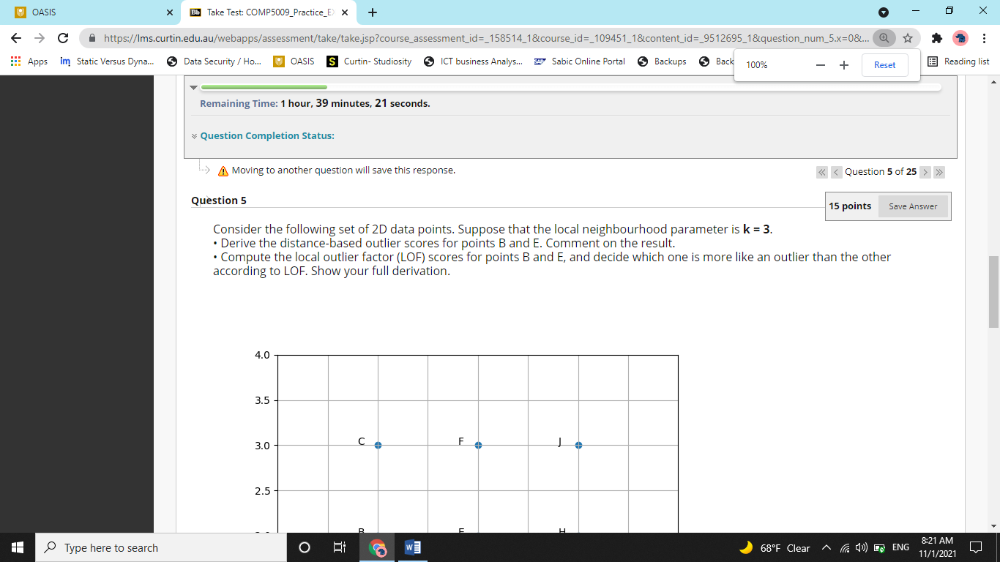 OASIS
Take Test: COMP5009_Practice_E
https://lms.curtin.edu.au/webapps/assessment/take/take.jsp?course_assessment_id=_158514_1&course_id=_109451_1&content_id=_9512695_1&question_num_5.x=0&...
Apps
im Static Versus Dyna...
Data Security / Ho...
OASIS
S Curtin- Studiosity
ICT business Analys...
SAP Sabic Online Portal
Backups
Back
Reading list
100%
Reset
Remaining Time: 1 hour, 39 minutes, 21 seconds.
Question Completion Status:
Moving to another question will save this response.
Question 5 of 25
Question 5
15 points
Save Answer
Consider the following set of 2D data points. Suppose that the local neighbourhood parameter is k = 3.
• Derive the distance-based outlier scores for points B and E. Comment on the result.
• Compute the local outlier factor (LOF) scores for points B and E, and decide which one is more like an outlier than the other
according to LOF. Show your full derivation.
4.0
3.5
C F J
3.0
2.5
B E H
Type here to search
68°F Clear
ENG
8:21 AM
11/1/2021